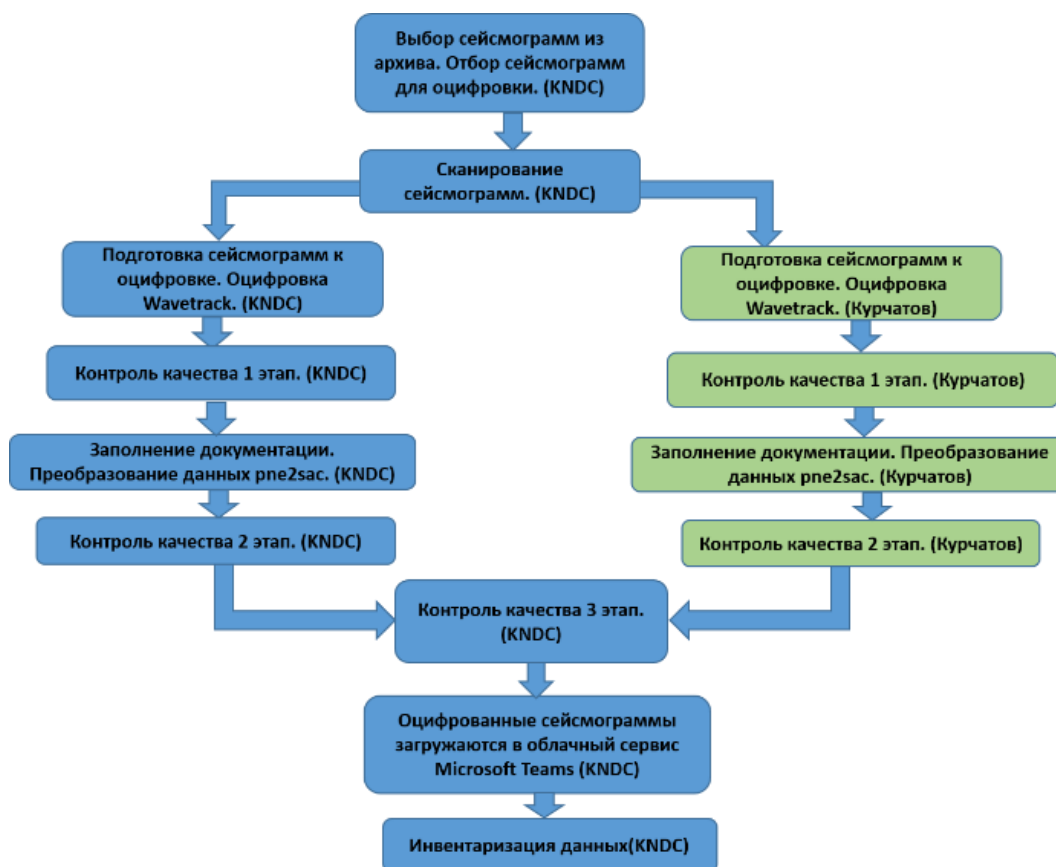 Выбор сейсмограмм из
архива. Отбор сейсмограмм
для оцифровки. (KNDC)
Сканирование
сейсмограмм. (KNDC)
Подготовка сейсмограмм к
оцифровке. Оцифровка
Wavetrack. (KNDC)
Контроль качества 1 этап. (KNDC)
Заполнение документации.
Преобразование данных pne2sac. (KNDC)
Контроль качества 2 этап. (KNDC)
Подготовка сейсмограмм к
оцифровке. Оцифровка
Wavetrack. (Курчатов)
Контроль качества 1 этап. (Курчатов)
Заполнение документации. Преобразование
данных pne2sac. (Курчатов)
Контроль качества 2 этап. (Курчатов)
Контроль качества 3 этап.
(KNDC)
Оцифрованные сейсмограммы
загружаются в облачный сервис
Microsoft Teams (KNDC)
Инвентаризация данных(KNDC)